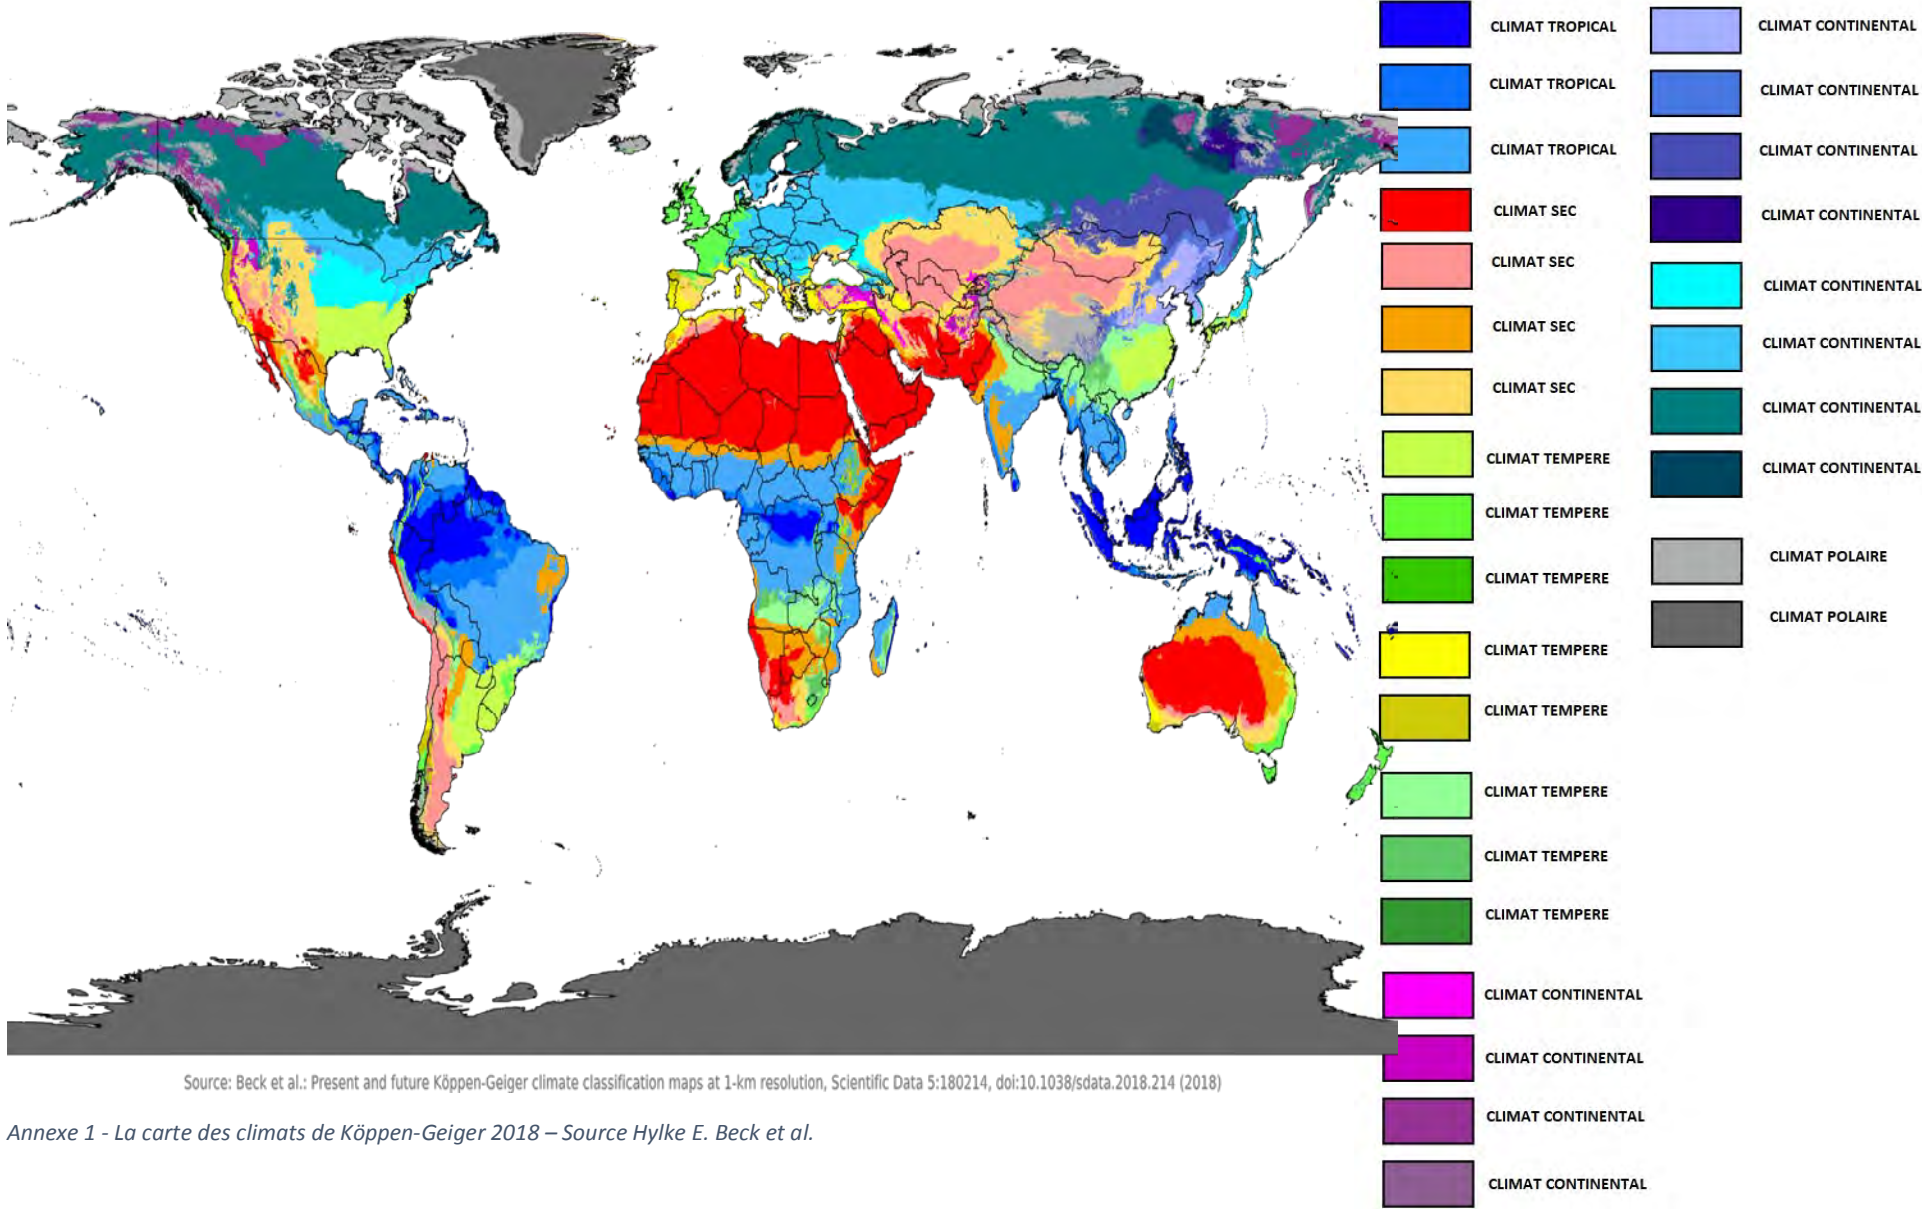 CLIMAT TROPICAL
CLIMAT TROPICAL
CLIMAT TROPICAL
CLIMAT SEC
CLIMAT SEC
CLIMAT SEC
CLIMAT SEC
CLIMAT TEMPERE
CLIMAT TEMPERE
CLIMAT TEMPERE
CLIMAT TEMPERE
CLIMAT TEMPERE
CLIMAT TEMPERE
CLIMAT TEMPERE
CLIMAT TEMPERE
CLIMAT CONTINENTAL
CLIMAT CONTINENTAL
CLIMAT CONTINENTAL
CLIMAT CONTINENTAL
CLIMAT CONTINENTAL
CLIMAT CONTINENTAL
CLIMAT CONTINENTAL
CLIMAT CONTINENTAL
CLIMAT CONTINENTAL
CLIMAT CONTINENTAL
CLIMAT CONTINENTAL
CLIMAT CONTINENTAL
CLIMAT POLAIRE
CLIMAT POLAIRE
Source: Beck et al.: Present and future Köppen-Geiger climate classification maps at 1-km resolution, Scientific Data 5:180214, doi:10.1038/sdata.2018.214 (2018)
Annexe 1 - La carte des climats de Köppen-Geiger 2018 – Source Hylke E. Beck et al.